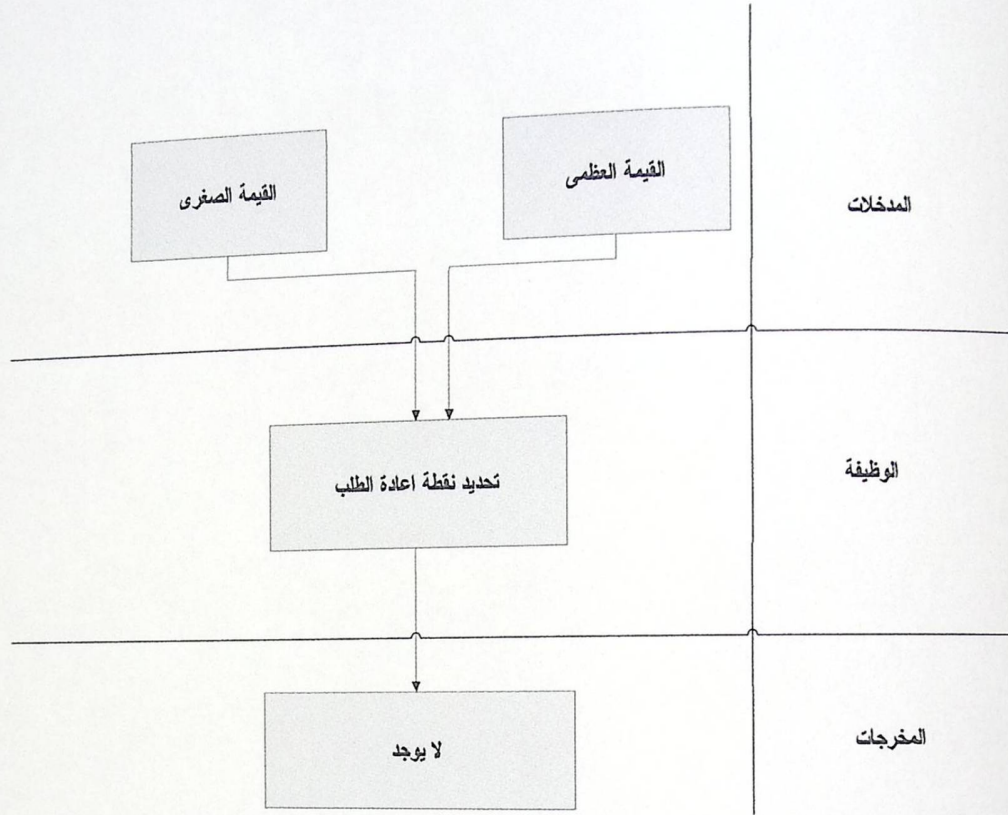 المدخلات
القيمة العظمى
القيمة الصغرى
الوظيفة
تحديد نقطة اعادة الطلب
المخرجات
لا يوجد